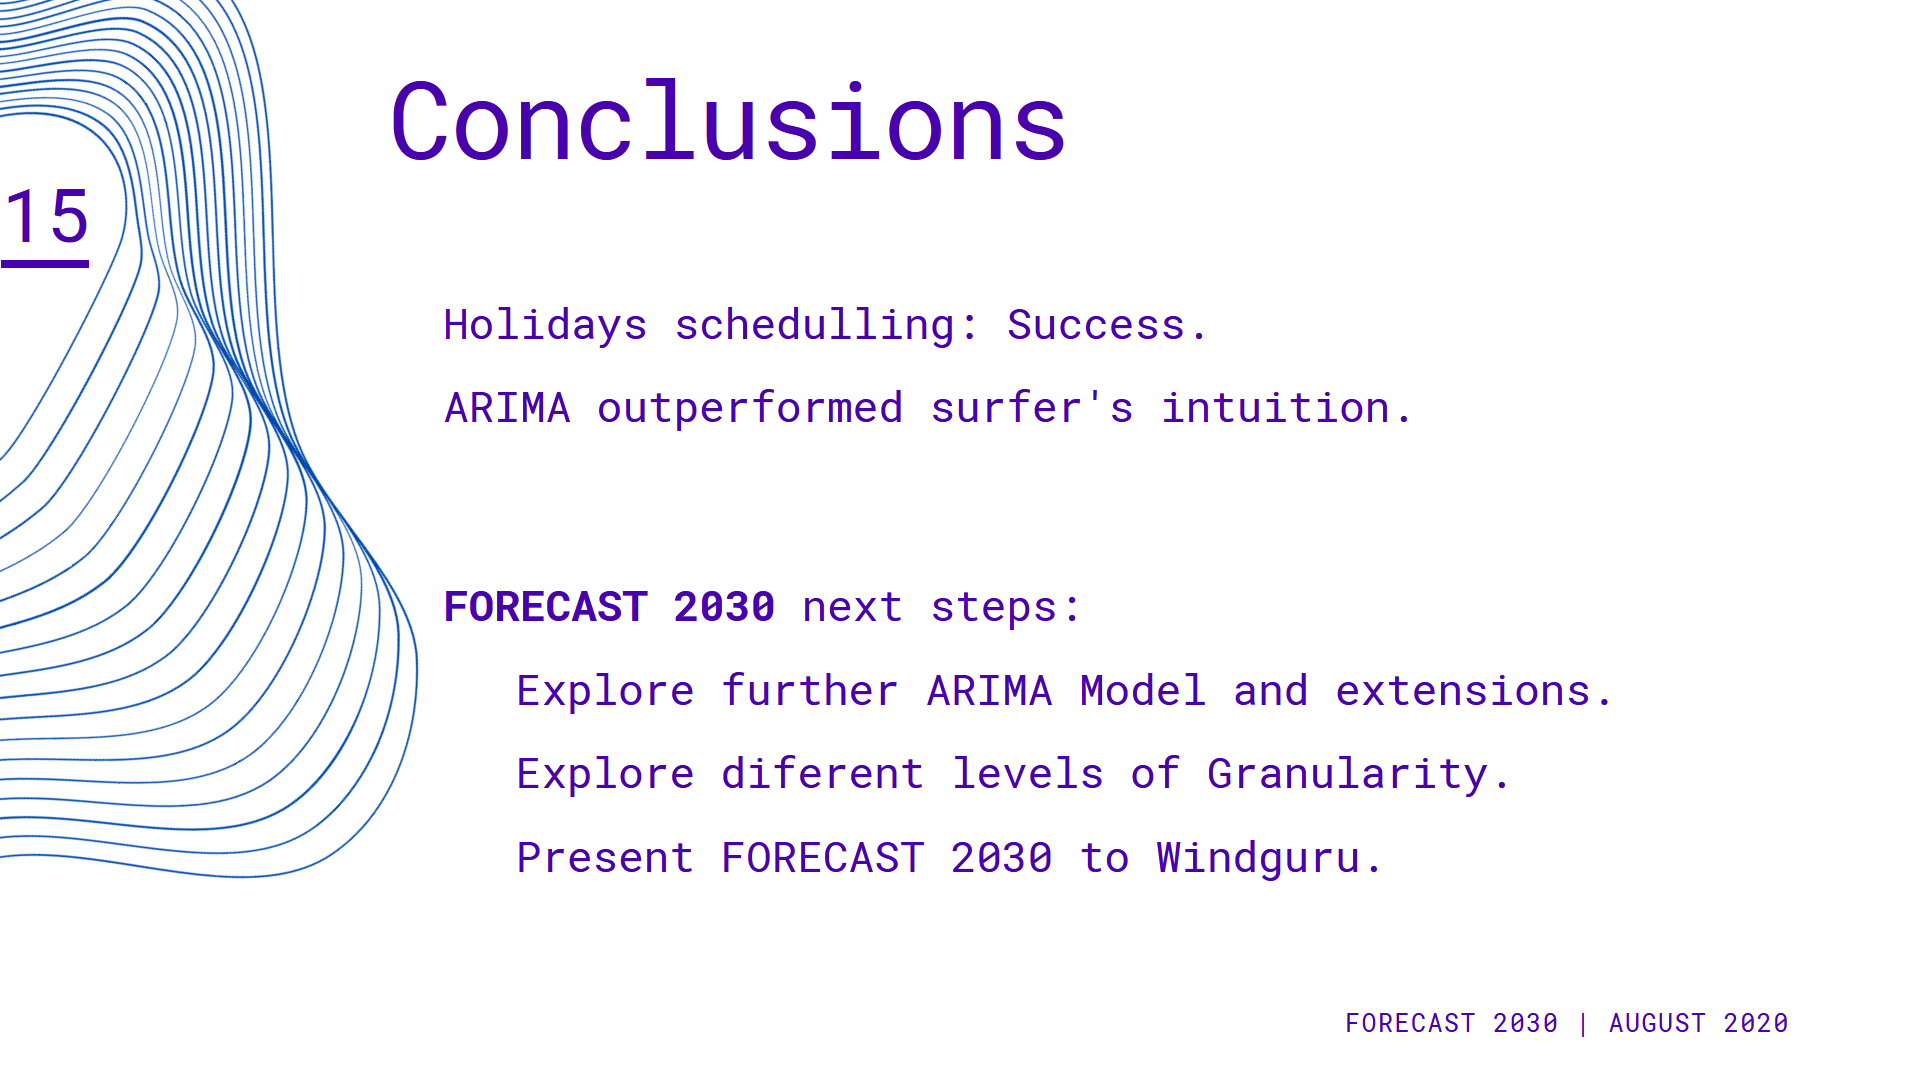 Conclusions
15
Holidays schedulling: Success.
ARIMA outperformed surfer's intuition.
FORECAST 2030 next steps:
Explore further ARIMA Model and extensions.
Explore diferent levels of Granularity.
Present FORECAST 2030 to Windguru.
FORECAST 2030 | AUGUST 2020